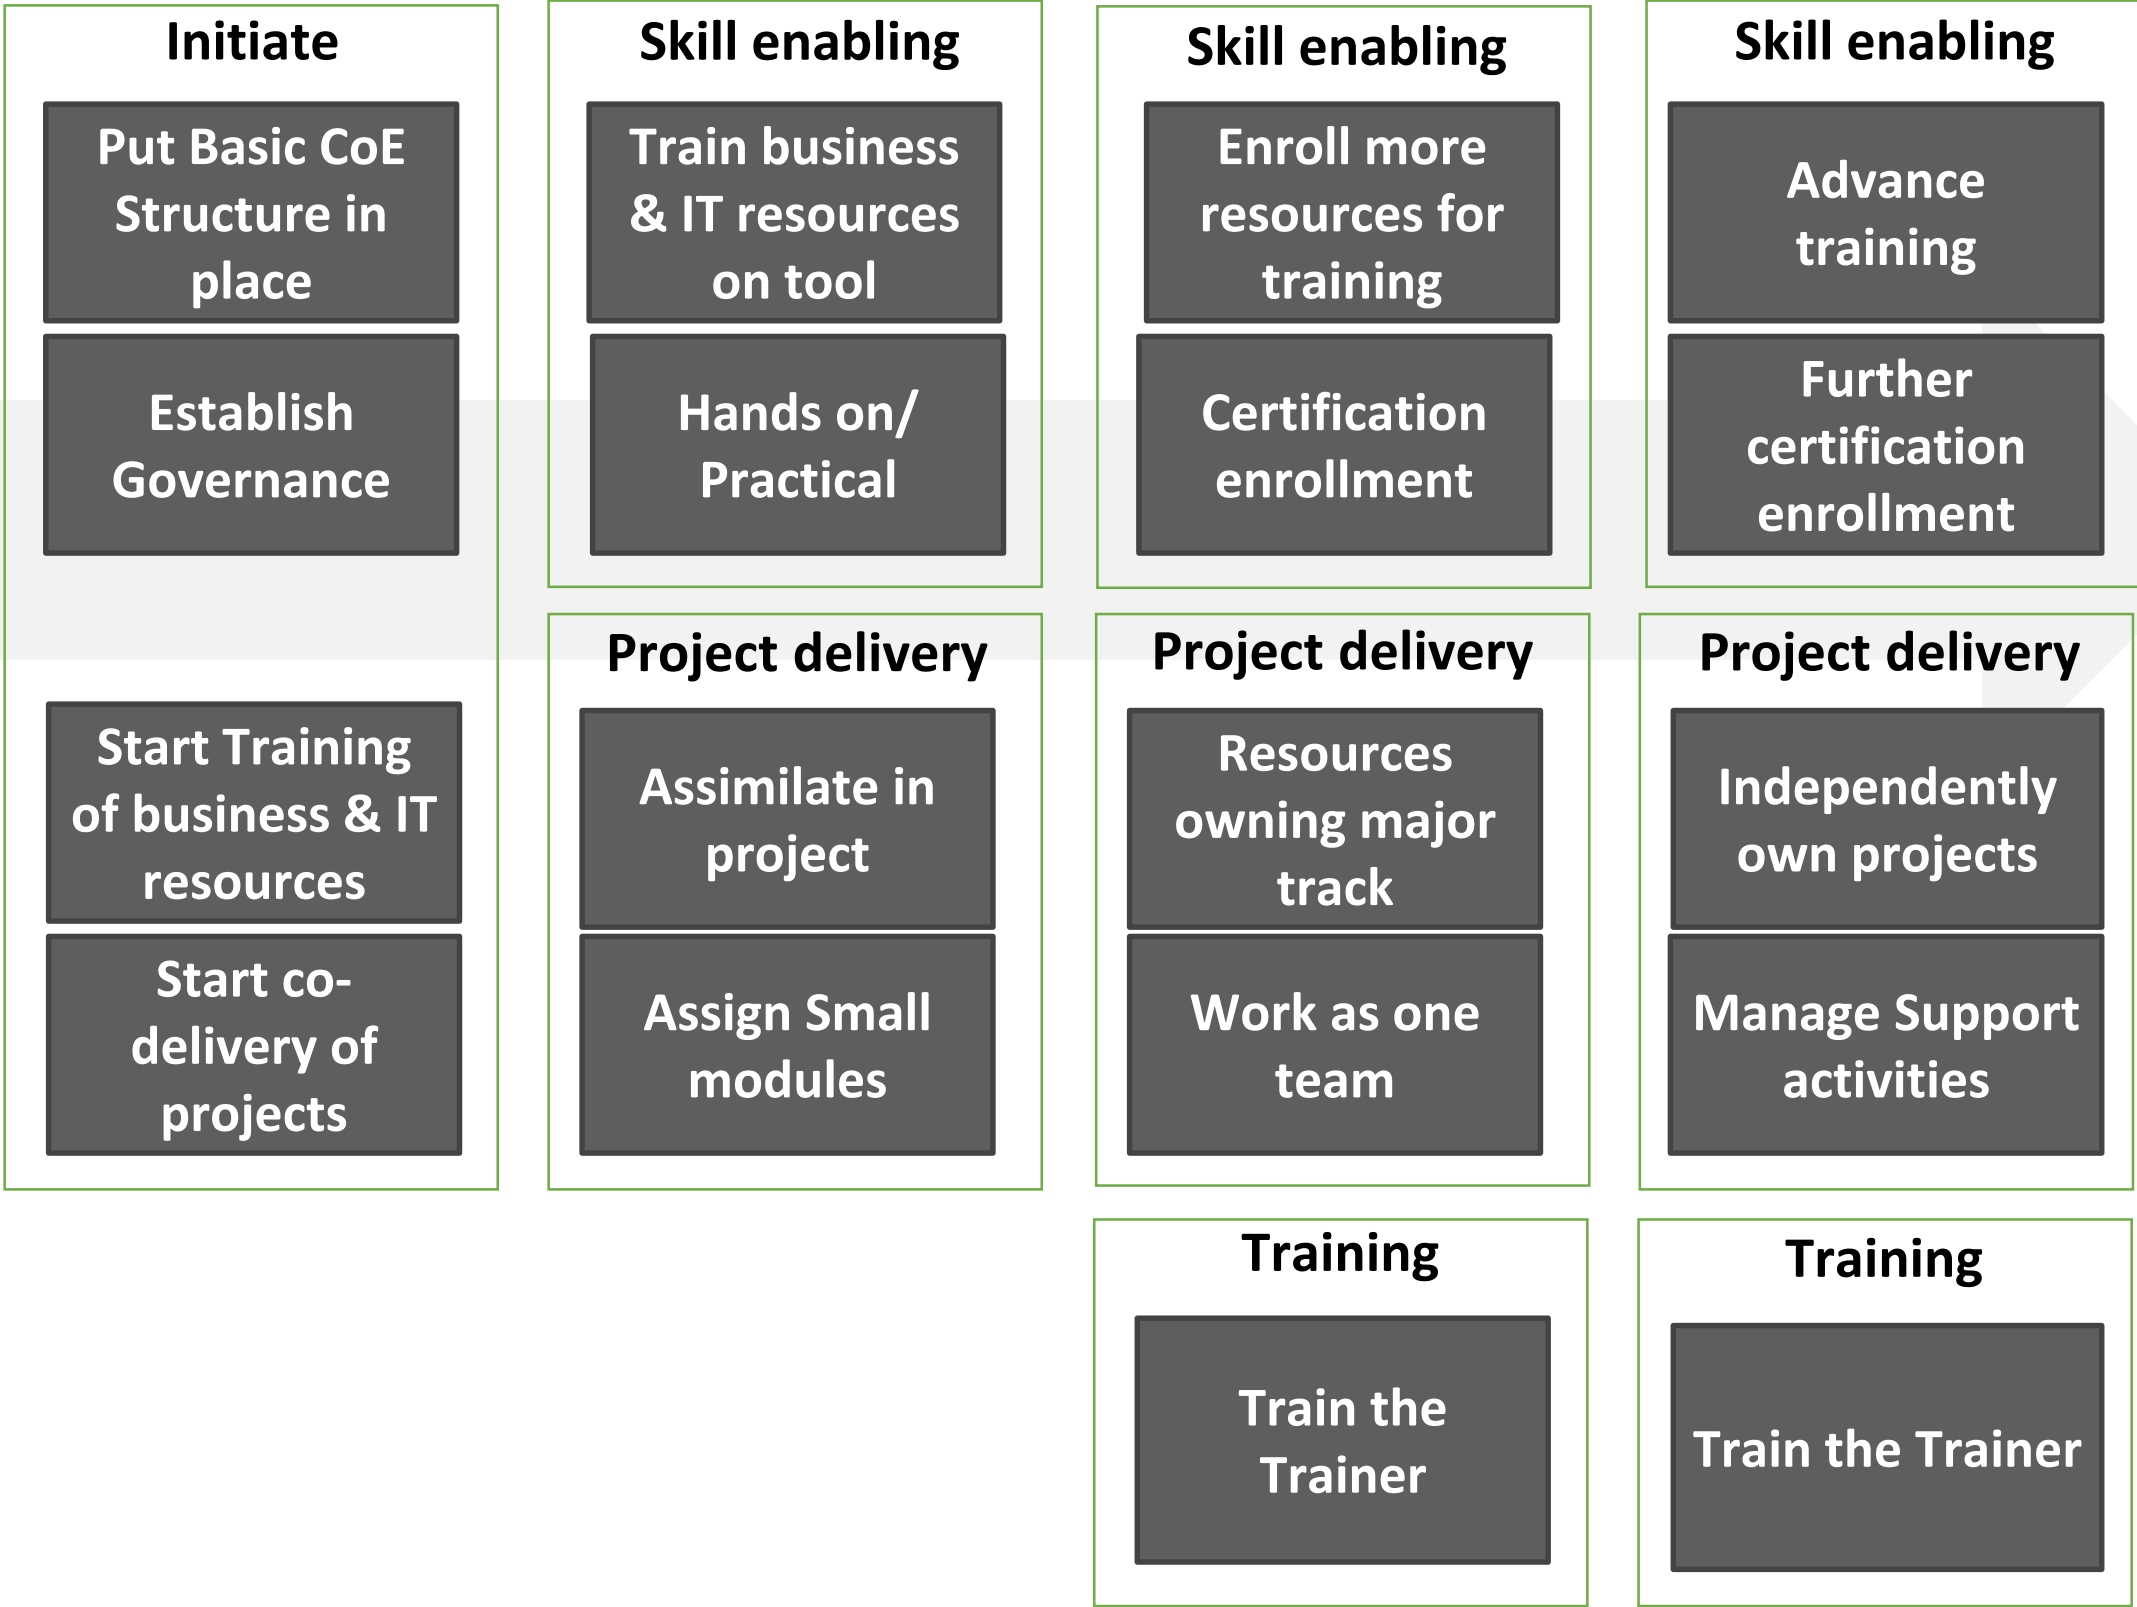 Initiate
Put Basic CoE
Structure in
place
Establish
Governance
Start Training
of business & IT
resources
Start co-
delivery of
projects
Skill enabling
Train business
& IT resources
on tool
Hands on/
Practical
Project delivery
Assimilate in
project
Assign Small
modules
Skill enabling
Enroll more
resources for
training
Certification
enrollment
Project delivery
Resources
owning major
track
Work as one
team
Training
Train the
Trainer
Skill enabling
Advance
training
Further
certification
enrollment
Project delivery
Independently
own projects
Manage Support
activities
Training
Train the Trainer